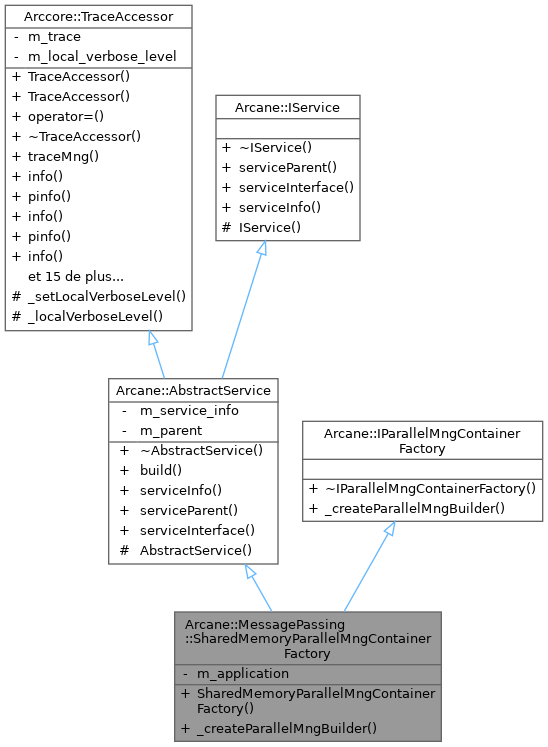 Arccore::TraceAccessor
- m_trace
- m_local_verbose_level
+ TraceAccessor()
+ TraceAccessor()
+ operator=()
+ ~TraceAccessor()
+ traceMng()
+ info()
+ pinfo()
+ info()
+ pinfo()
+ info()
et 15 de plus...
# _setLocalVerboseLevel()
# _localVerboseLevel()
Arcane::IService
+ ~IService()
+ serviceParent()
+ serviceInterface()
+ serviceInfo()
# IService()
Arcane::AbstractService
- m_service_info
- m_parent
+ ~AbstractService()
+ build()
+ serviceInfo()
+ serviceParent()
+ serviceInterface()
# AbstractService()
Arcane::IParallelMngContainer
Factory
+ ~IParallelMngContainerFactory()
+ _createParallelMngBuilder()
Arcane::MessagePassing
::SharedMemoryParallelMngContainer
Factory
- m_application
+ SharedMemoryParallelMngContainer
Factory()
+ _createParallelMngBuilder()